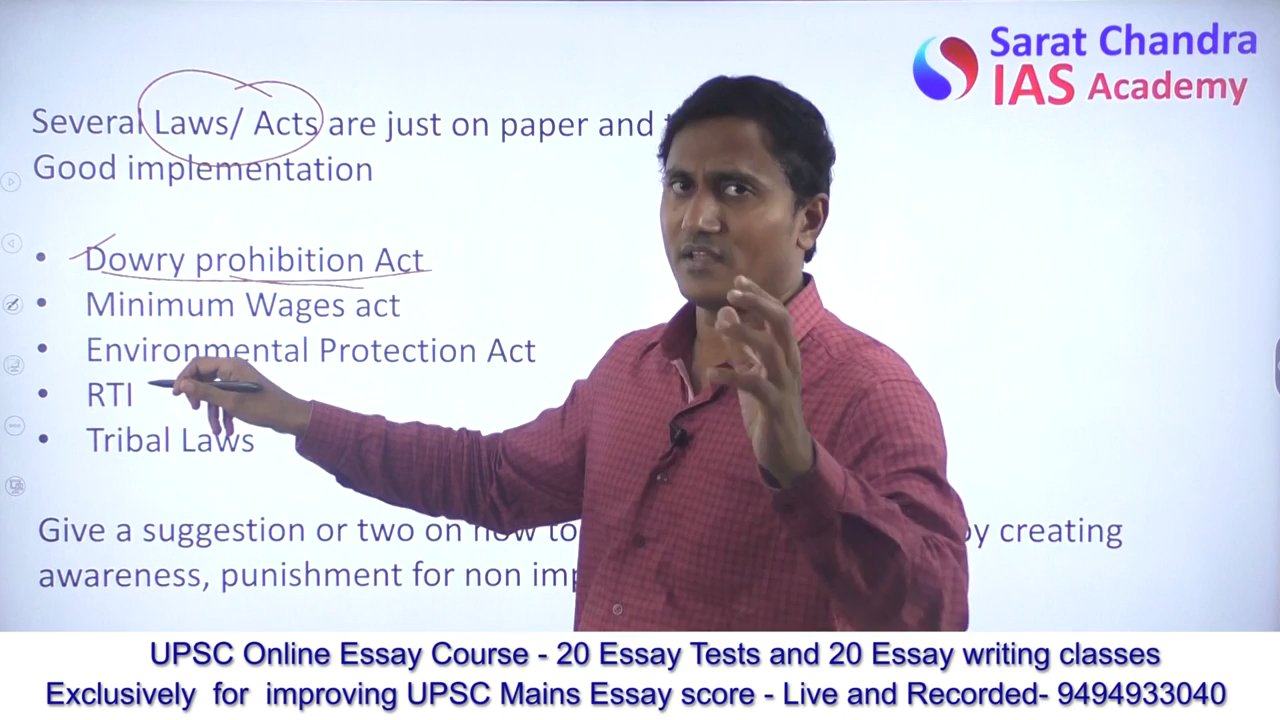 Sarat Chandra
IAS Academy
Several Laws/ Acts are just on paper and
Good implementation
• Dowry prohibition Act
• Minimum Wages act
• Environmental Protection Act
• RTI
• Tribal Laws
Give a suggestion or two on how to by creating
awareness, punishment for non
UPSC Online Essay Course - 20 Essay Tests and 20 Essay writing classes
Exclusively for improving UPSC Mains Essay score - Live and Recorded- 9494933040